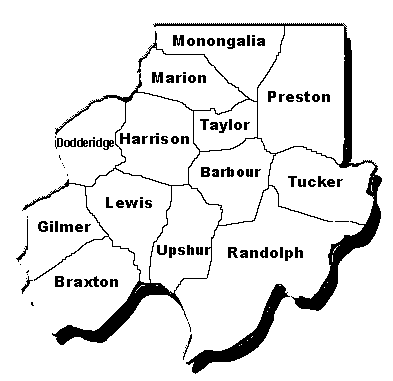 Monongalia
Marion
Preston
Taylor
Harrison
Dodderidge
Barbour
Tucker
Lewis
Gilmer
Upshur
Randolph
Braxton